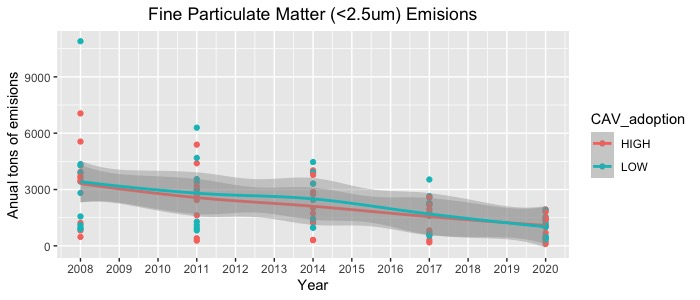 Fine Particulate Matter (<2.5um) Emisions
Anual tons of emisions
9000
6000
3000
0
2008 2009 2010 2011 2012 2013 2014 2015 2016 2017 2018 2019 2020
Year
CAV_adoption
HIGH
LOW